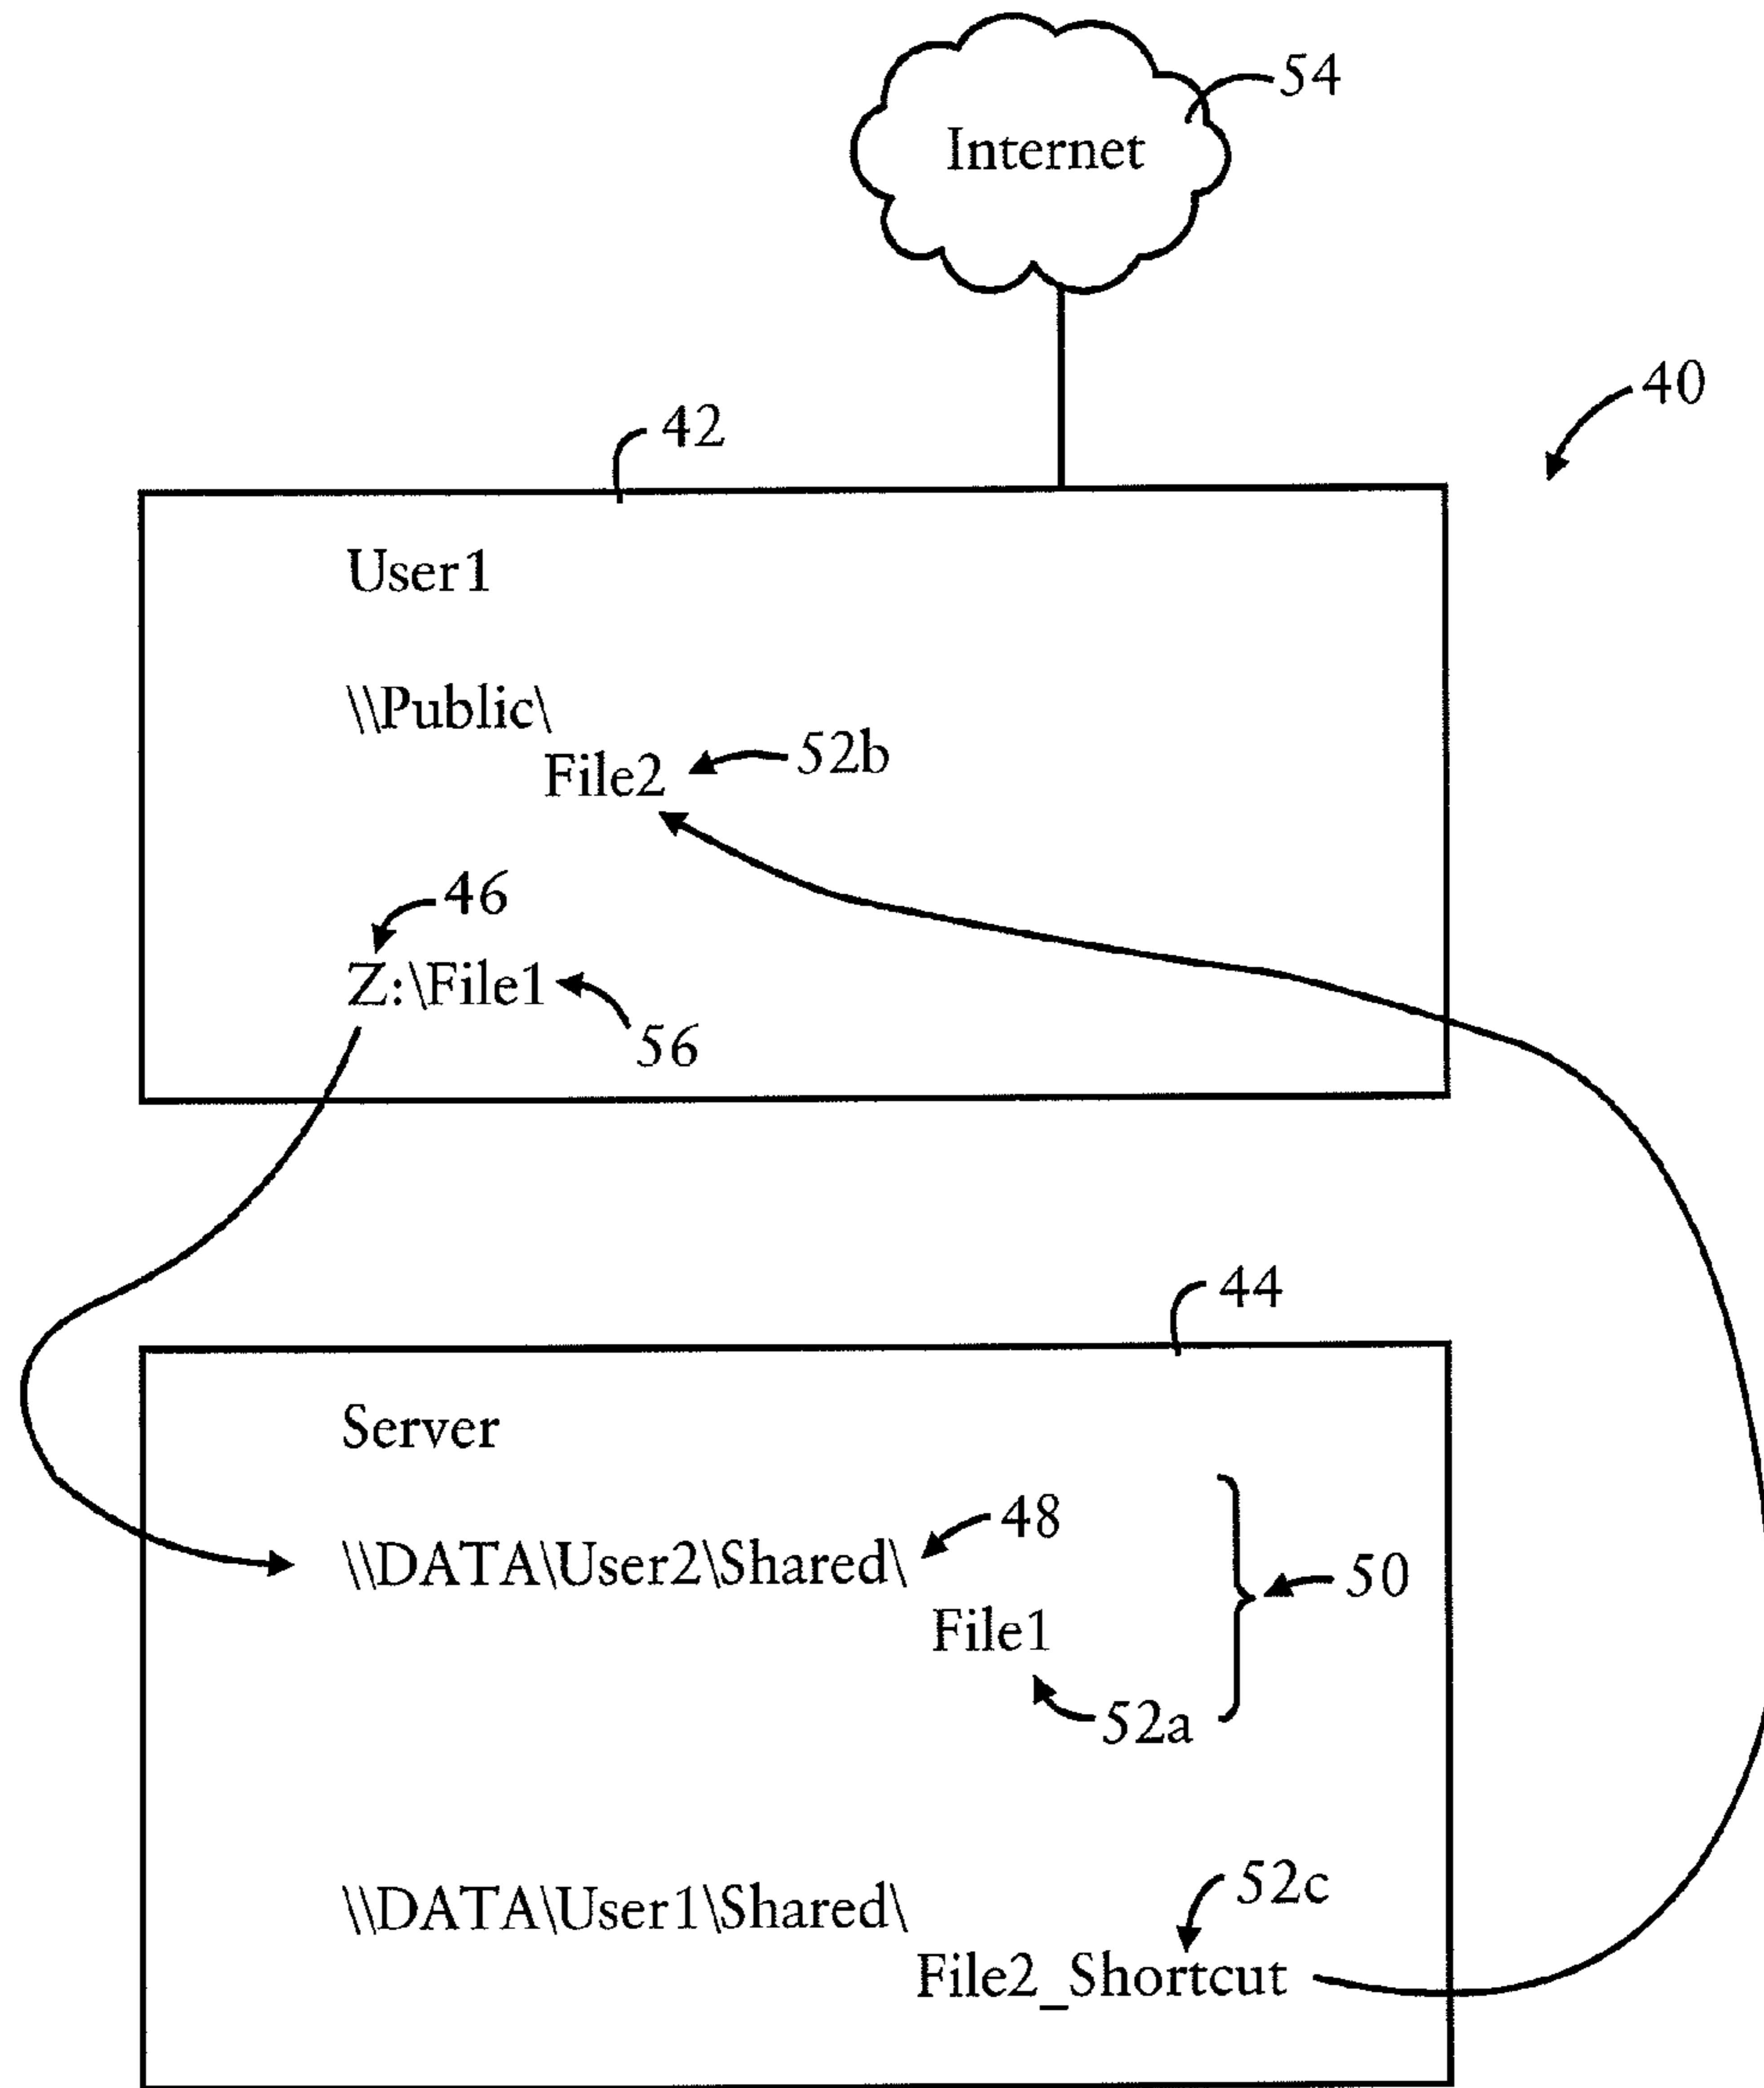 54
Internet
40
42
User1
\\Public\
File2
52b
46
Z:\File1
56
44
Server
48
\\DATA\User2\Shared\
50
File1
52a
52c
\\DATA\User1\Shared\
File2_Shortcut